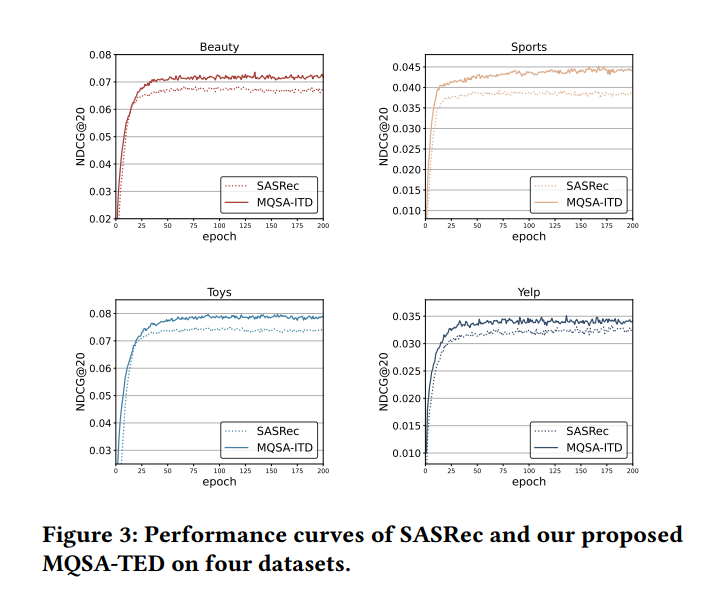 Beauty
0.08
0.07
0.06
0.05
0.04
0.03
0.02
NDCG@20
SASRec
MQSA-ITD
0 25 50 75 100 125 150 175 200
epoch
Sports
0.045
0.040
0.035
0.030
0.025
0.020
0.015
0.010
NDCG@20
SASRec
MQSA-ITD
0 25 50 75 100 125 150 175 200
epoch
Toys
0.08
0.07
0.06
0.05
0.04
0.03
NDCG@20
SASRec
MQSA-ITD
0 25 50 75 100 125 150 175 200
epoch
Yelp
0.035
0.030
0.025
0.020
0.015
0.010
NDCG@20
SASRec
MQSA-ITD
0 25 50 75 100 125 150 175 200
epoch
Figure 3: Performance curves of SASRec and our proposed
MQSA-TED on four datasets.